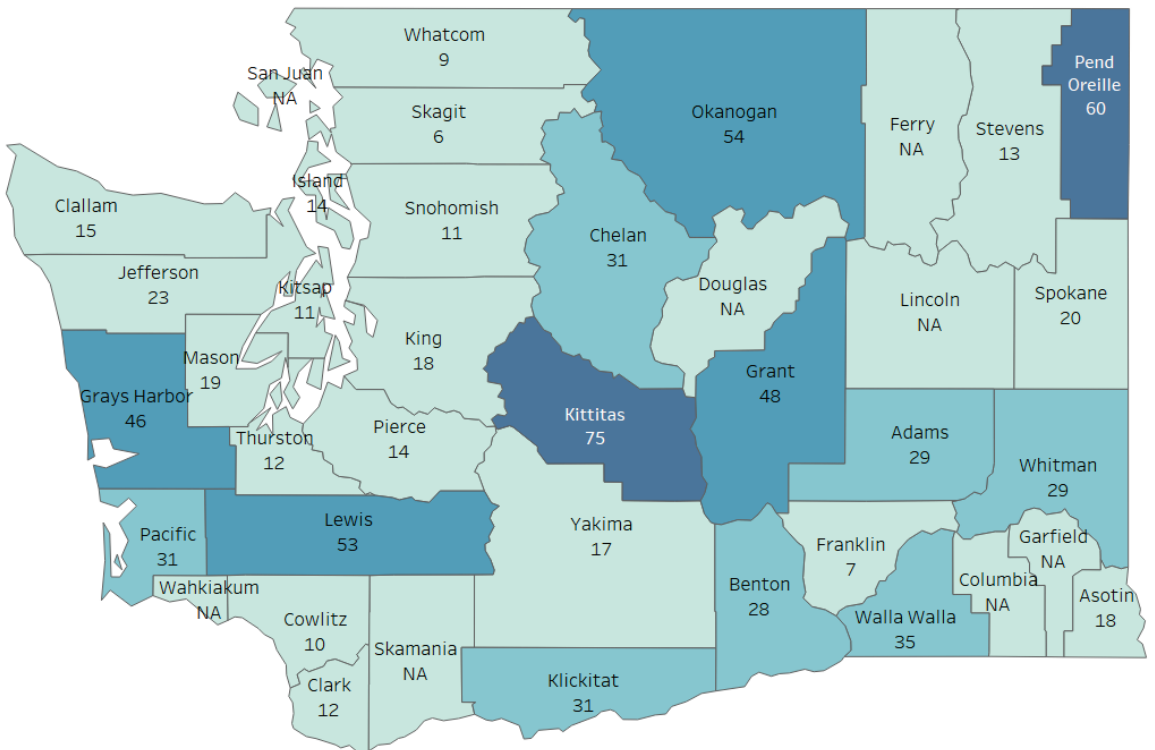 Whatcom
9
San Juan
NA
Skagit
6
Okanogan
54
Pend
Oreille
60
Ferry
NA
Stevens
13
Island
14
Clallam
15
Snohomish
11
Chelan
31
Jefferson
23
Kitsap
11
Douglas
NA
Lincoln
NA
Spokane
20
King
18
Mason
19
Grant
48
Grays Harbor
46
Kittitas
75
Pierce
14
Thurston
12
Adams
29
Whitman
29
Lewis
53
Yakima
17
Pacific
31
Franklin
7
Garfield
NA
Wahkiakum
NA
Benton
28
Columbia
NA
Asotin
18
Cowlitz
10
Walla Walla
35
Skamania
NA
Clark
12
Klickitat
31